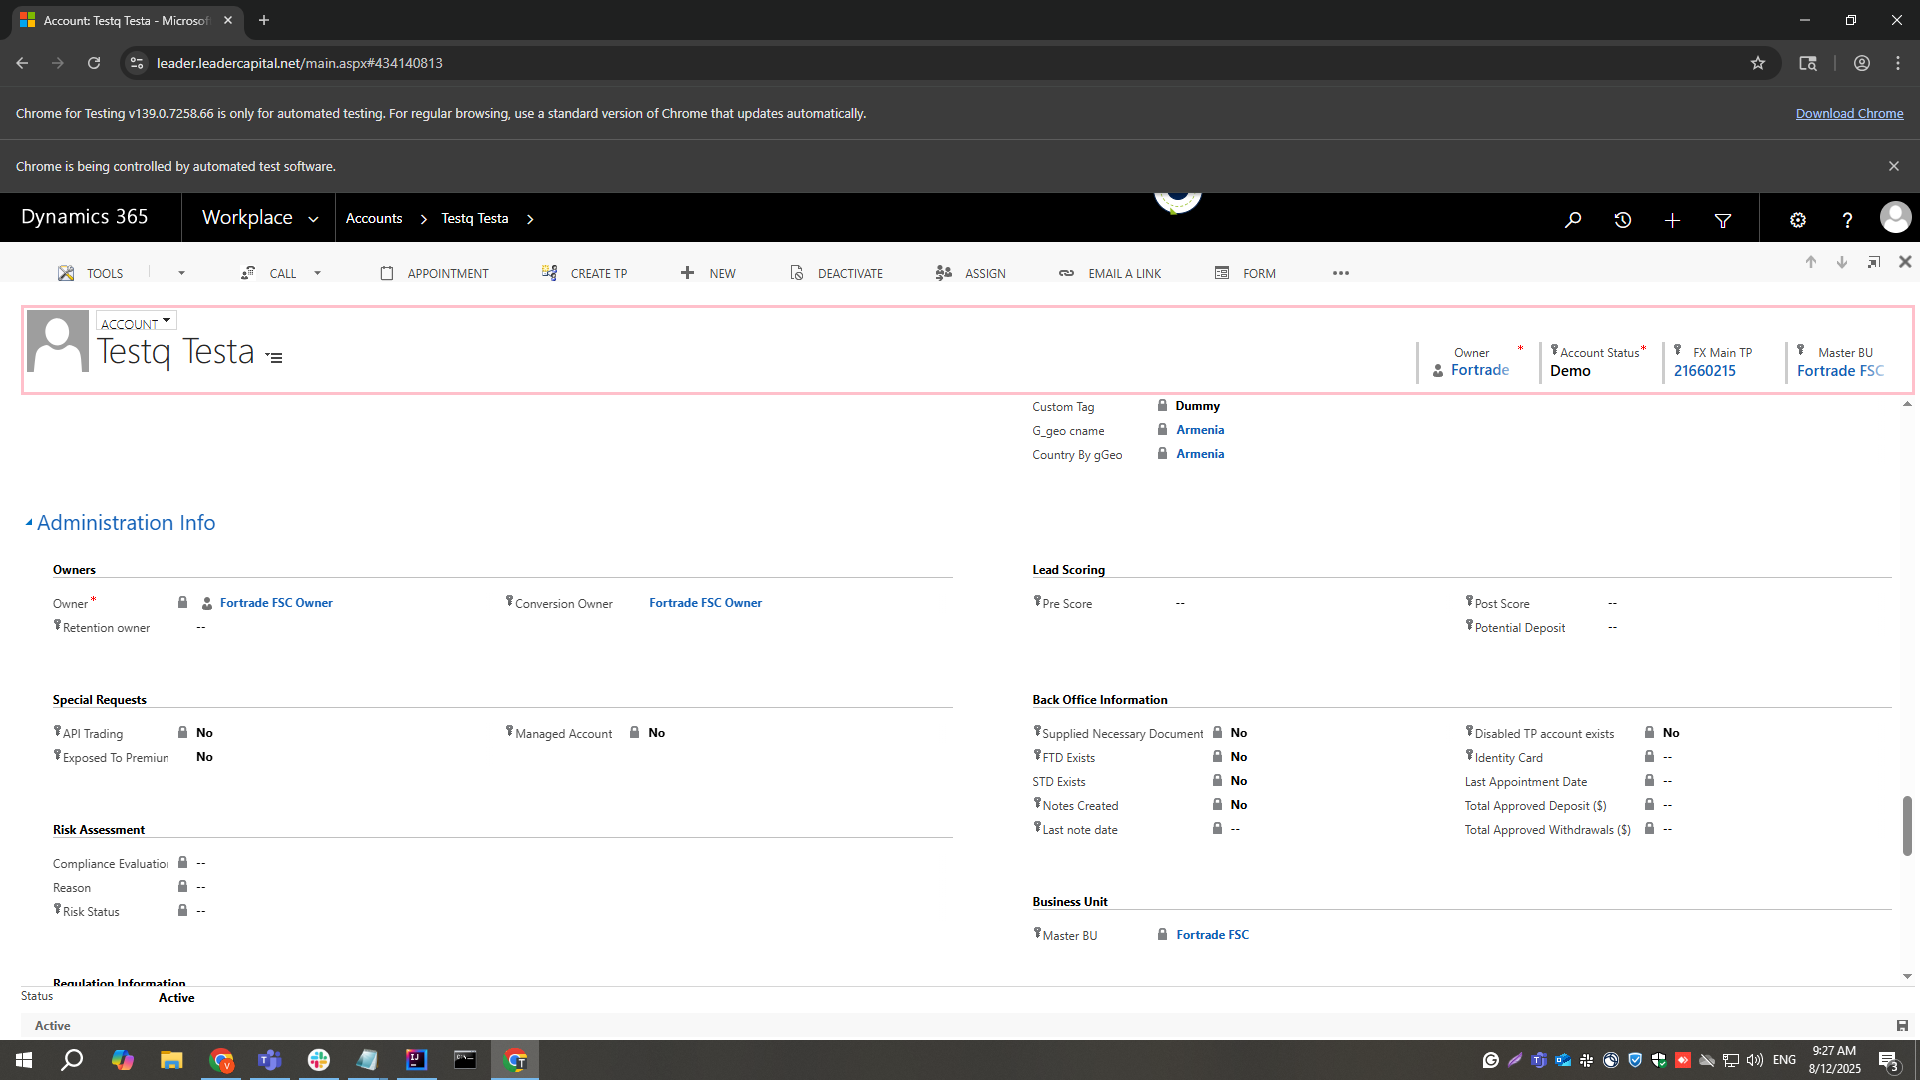 Account: Testq Testa - Microsof
leader.leadercapital.net/main.aspx#434140813
Chrome for Testing v139.0.7258.66 is only for automated testing. For regular browsing, use a standard version of Chrome that updates automatically.
Download Chrome
Chrome is being controlled by automated test software.
Dynamics 365
Workplace
Accounts
Testq Testa
TOOLS
CALL
APPOINTMENT
CREATE TP
NEW
DEACTIVATE
ASSIGN
EMAIL A LINK
FORM
ACCOUNT
Testq Testa
Owner *
Fortrade
Account Status *
Demo
FX Main TP
21660215
Master BU
Fortrade FSC
Custom Tag Dummy
G_geo cname Armenia
Country By gGeo Armenia
Administration Info
Owners
Owner * Fortrade FSC Owner
Conversion Owner Fortrade FSC Owner
Retention owner --
Lead Scoring
Pre Score --
Post Score --
Potential Deposit --
Special Requests
API Trading No
Managed Account No
Exposed To Premiun No
Back Office Information
Supplied Necessary Document No
Disabled TP account exists No
FTD Exists No
Identity Card --
STD Exists No
Last Appointment Date --
Notes Created No
Total Approved Deposit ($) --
Last note date --
Total Approved Withdrawals ($) --
Risk Assessment
Compliance Evaluatio --
Reason --
Risk Status --
Business Unit
Master BU Fortrade FSC
Regulation Information
Status Active
Active
ENG
9:27 AM
8/12/2025
3